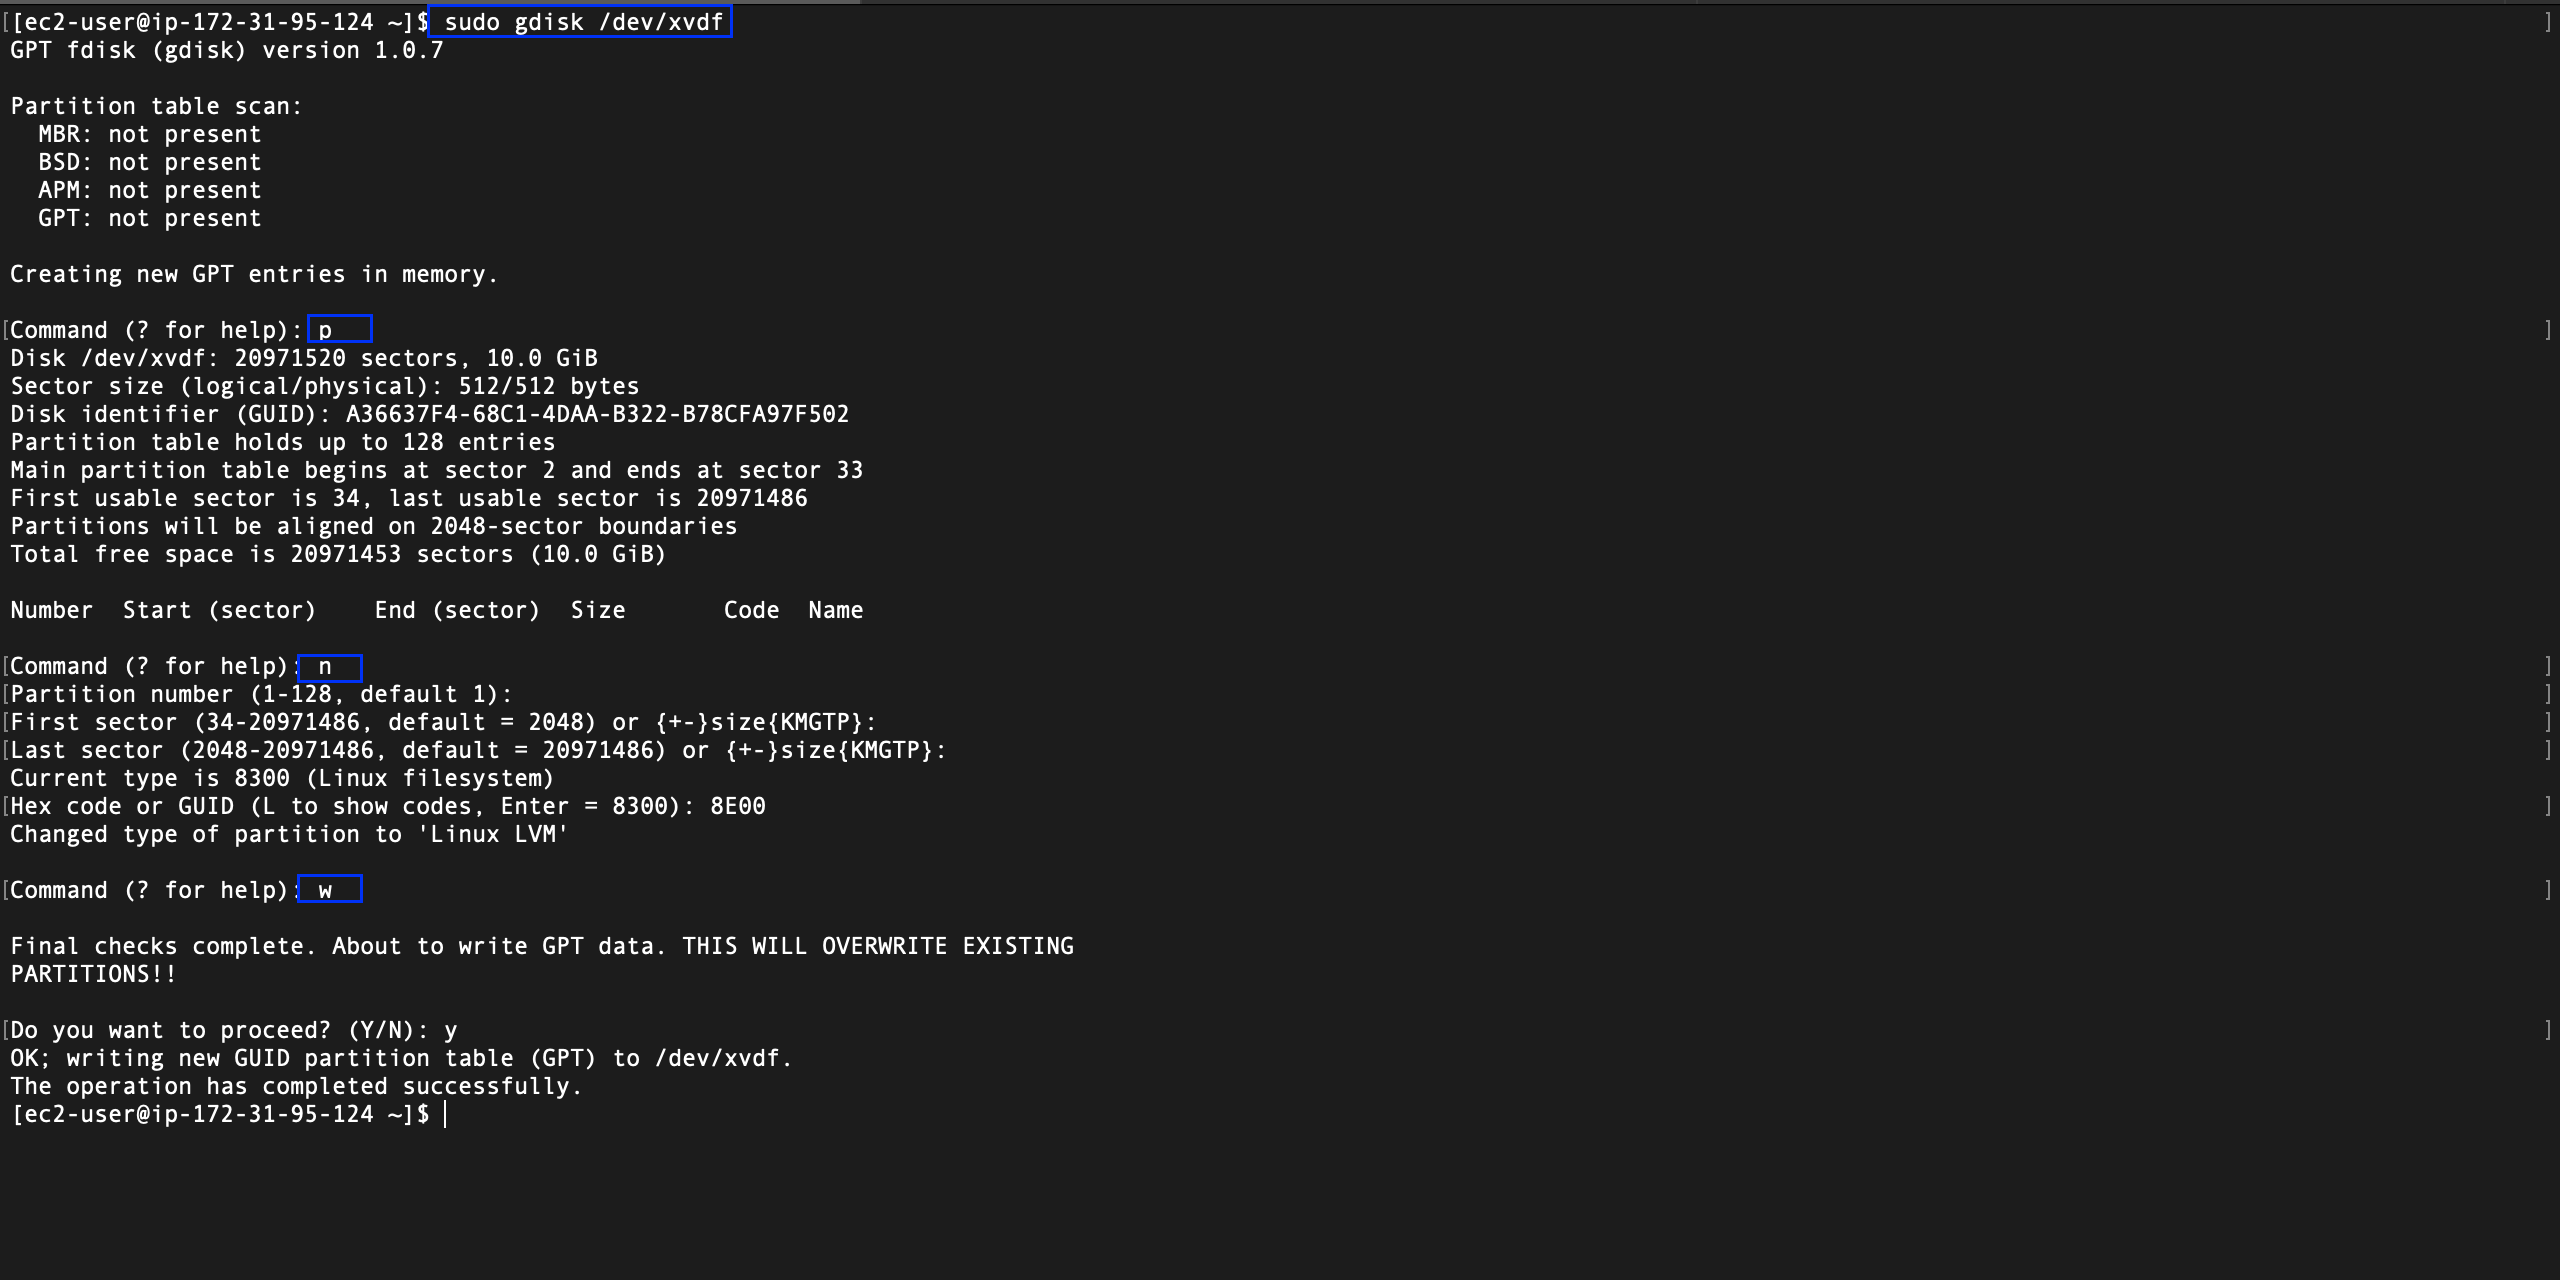 [[ec2-user@ip-172-31-95-124 ~]$ sudo gdisk /dev/xvdf ]
GPT fdisk (gdisk) version 1.0.7
Partition table scan:
MBR: not present
BSD: not present
APM: not present
GPT: not present
Creating new GPT entries in memory.
[Command (? for help): p ]
Disk /dev/xvdf: 20971520 sectors, 10.0 GiB
Sector size (logical/physical): 512/512 bytes
Disk identifier (GUID): A36637F4-68C1-4DAA-B322-B78CFA97F502
Partition table holds up to 128 entries
Main partition table begins at sector 2 and ends at sector 33
First usable sector is 34, last usable sector is 20971486
Partitions will be aligned on 2048-sector boundaries
Total free space is 20971453 sectors (10.0 GiB)
Number  Start (sector)    End (sector)  Size       Code  Name
[Command (? for help): n ]
[Partition number (1-128, default 1): ]
[First sector (34-20971486, default = 2048) or {+-}size{KMGTP}: ]
[Last sector (2048-20971486, default = 20971486) or {+-}size{KMGTP}: ]
Current type is 8300 (Linux filesystem)
[Hex code or GUID (L to show codes, Enter = 8300): 8E00 ]
Changed type of partition to 'Linux LVM'
[Command (? for help): w ]
Final checks complete. About to write GPT data. THIS WILL OVERWRITE EXISTING
PARTITIONS!!
[Do you want to proceed? (Y/N): y ]
OK; writing new GUID partition table (GPT) to /dev/xvdf.
The operation has completed successfully.
[ec2-user@ip-172-31-95-124 ~]$